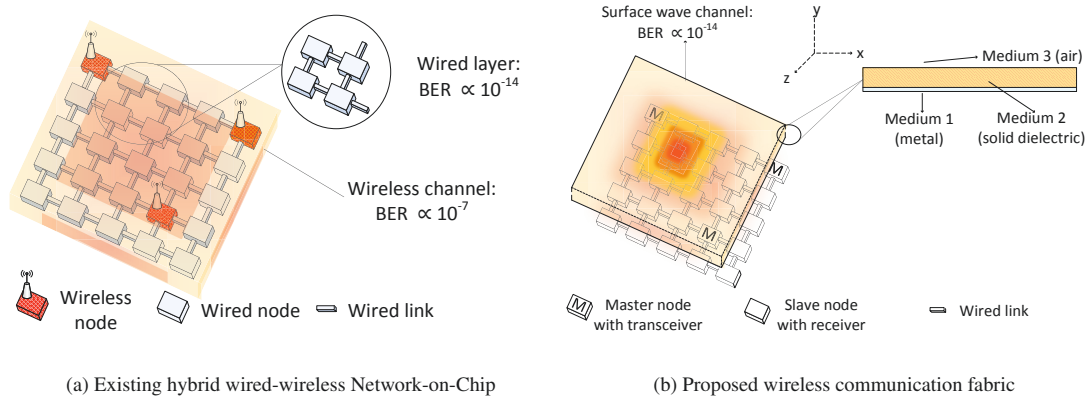 Wired layer:
BER ∝ 10⁻¹⁴
Wireless channel:
BER ∝ 10⁻⁷
Wireless
node
Wired node
Wired link
(a) Existing hybrid wired-wireless Network-on-Chip
Surface wave channel:
BER ∝10⁻¹⁴
y
x
z
Medium 3 (air)
Medium 1
(metal)
Medium 2
(solid dielectric)
M
M
M
M
Master node
with transceiver
Slave node
with receiver
Wired link
(b) Proposed wireless communication fabric